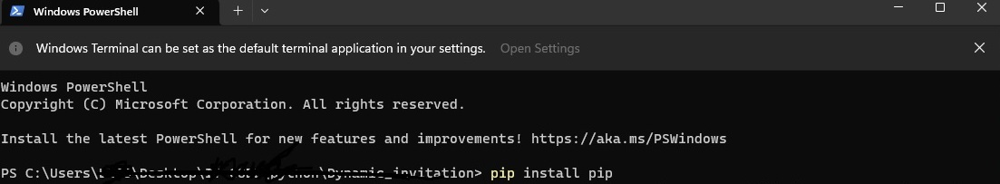 Windows PowerShell
Windows Terminal can be set as the default terminal application in your settings. Open Settings
Windows PowerShell
Copyright (C) Microsoft Corporation. All rights reserved.
Install the latest PowerShell for new features and improvements! https://aka.ms/PSWindows
PS C:\Users\ \Desktop\ \python\Dynamic_invitation> pip install pip